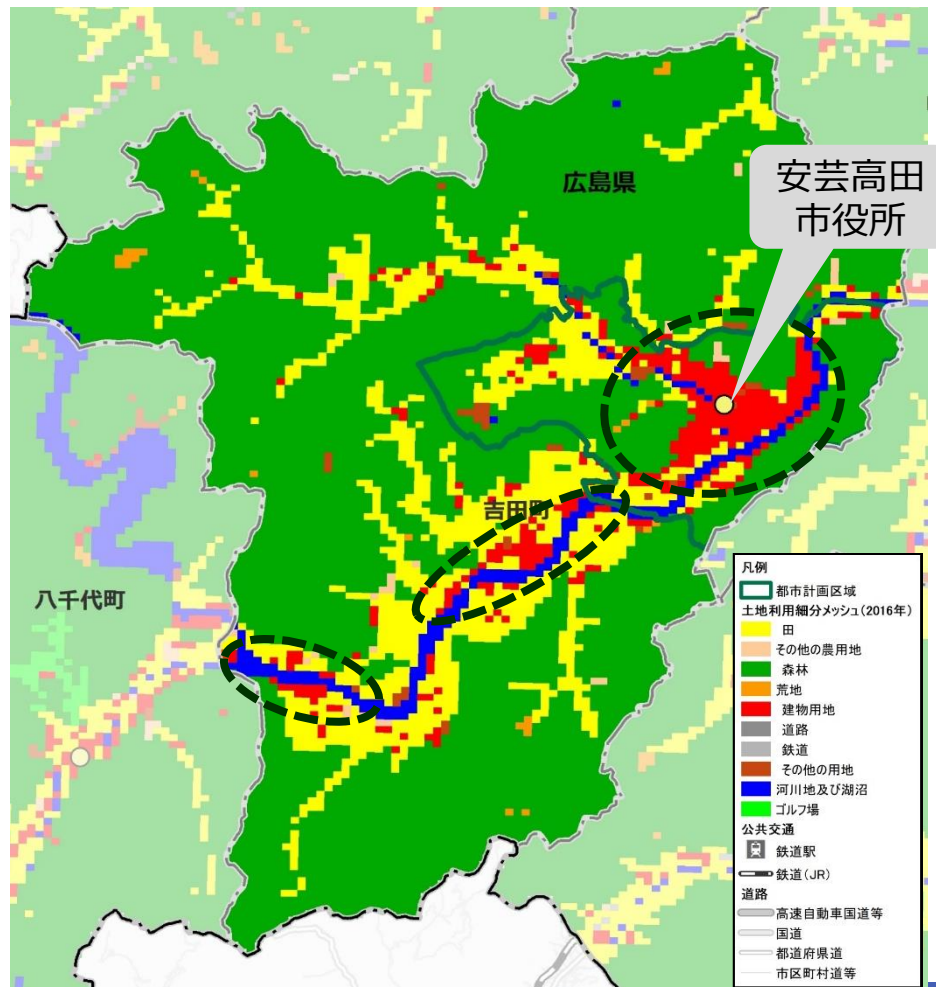 広島県
安芸高田
市役所
吉田町
八千代町
凡例
都市計画区域
土地利用細分メッシュ(2016年)
田
その他の農用地
森林
荒地
建物用地
道路
鉄道
その他の用地
河川地及び湖沼
ゴルフ場
公共交通
鉄道駅
鉄道(JR)
道路
高速自動車国道等
国道
都道府県道
市区町村道等